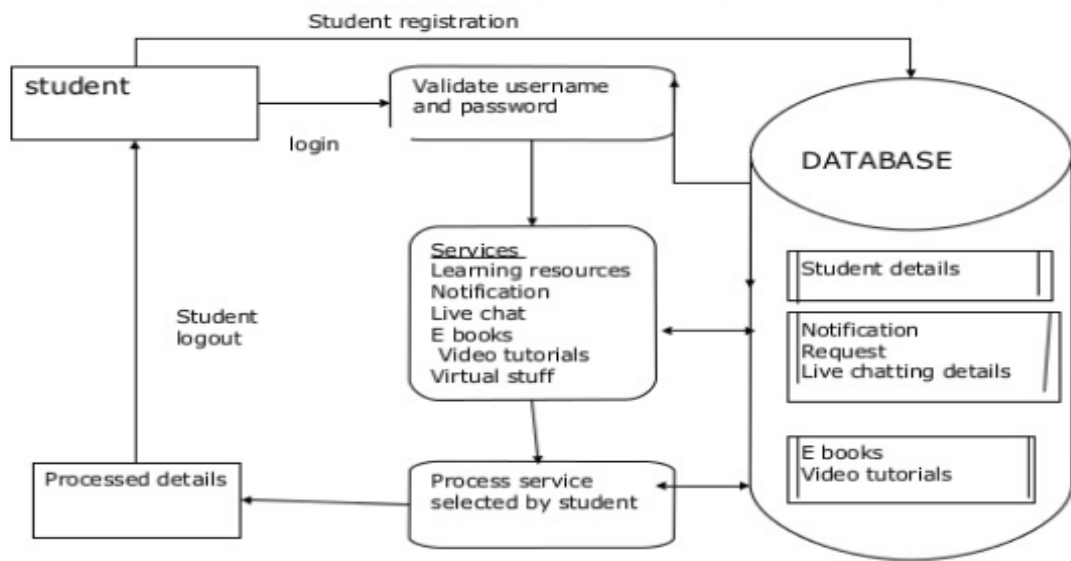 Student registration
student
Validate username
and password
login
DATABASE
Services
Learning resources
Notification
Live chat
E books
Video tutorials
Virtual stuff
Student details
Notification
Request
Live chatting details
Student
logout
E books
Video tutorials
Processed details
Process service
selected by student